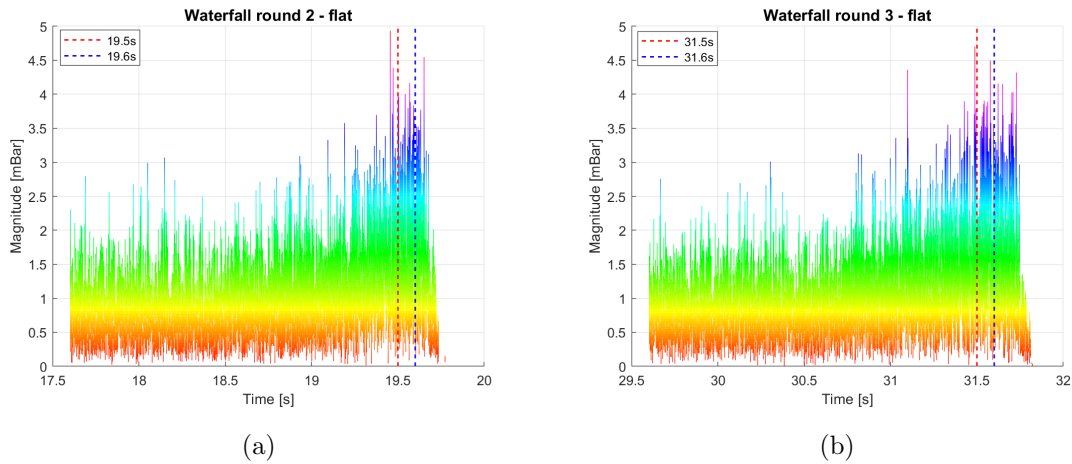 Waterfall round 2 - flat
5
4.5
4
3.5
3
2.5
2
1.5
1
0.5
0
Magnitude [mBar]
19.5s
19.6s
17.5 18 18.5 19 19.5 20
Time [s]
(a)
Waterfall round 3 - flat
5
4.5
4
3.5
3
2.5
2
1.5
1
0.5
0
Magnitude [mBar]
31.5s
31.6s
29.5 30 30.5 31 31.5 32
Time [s]
(b)